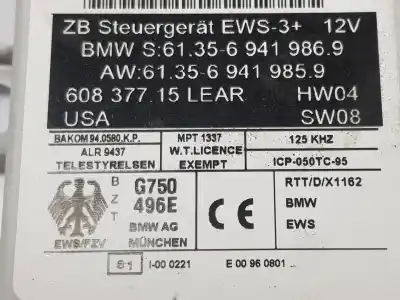 ZB Steuergerät EWS-3+ 12V
BMW S:61.35-6 941 986.9
AW:61.35-6 941 985.9
608 377.15 LEAR HW04
USA SW08
BAKOM 94.0580.K.P. MPT 1337 125 KHZ
ALR 9437 W.T.LICENCE
TELESTYRELSEN EXEMPT ICP-050TC-95
B Z T G750 RTT/D/X1162
496E CE BMW
BMW AG EWS
EWS/FZV MÜNCHEN
61 I-00 0221 E 00 96 0801 ..